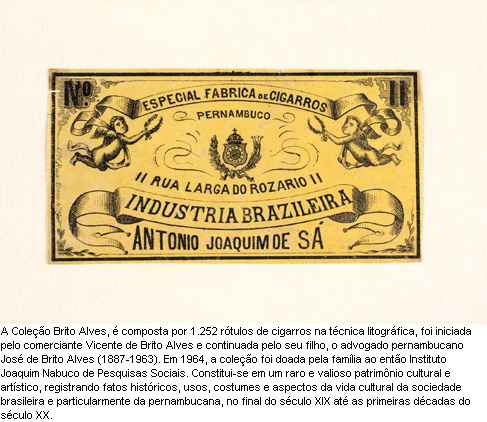 Nº 11
ESPECIAL FABRICA DE CIGARROS
PERNAMBUCO
11 RUA LARGA DO ROZARIO 11
INDUSTRIA BRAZILEIRA
ANTONIO JOAQUIM DE SÁ
A Coleção Brito Alves, é composta por 1.252 rótulos de cigarros na técnica litográfica, foi iniciada
pelo comerciante Vicente de Brito Alves e continuada pelo seu filho, o advogado pernambucano
José de Brito Alves (1887-1963). Em 1964, a coleção foi doada pela família ao então Instituto
Joaquim Nabuco de Pesquisas Sociais. Constitui-se em um raro e valioso patrimônio cultural e
artístico, registrando fatos históricos, usos, costumes e aspectos da vida cultural da sociedade
brasileira e particularmente da pernambucana, no final do século XIX até as primeiras décadas do
século XX.